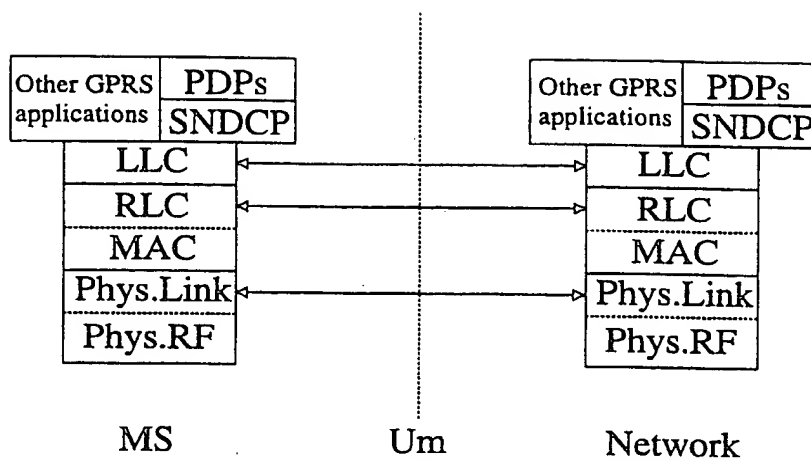 Other GPRS
applications
PDPs
SNDCP
LLC
RLC
MAC
Phys.Link
Phys.RF
MS
Um
Other GPRS
applications
PDPs
SNDCP
LLC
RLC
MAC
Phys.Link
Phys.RF
Network